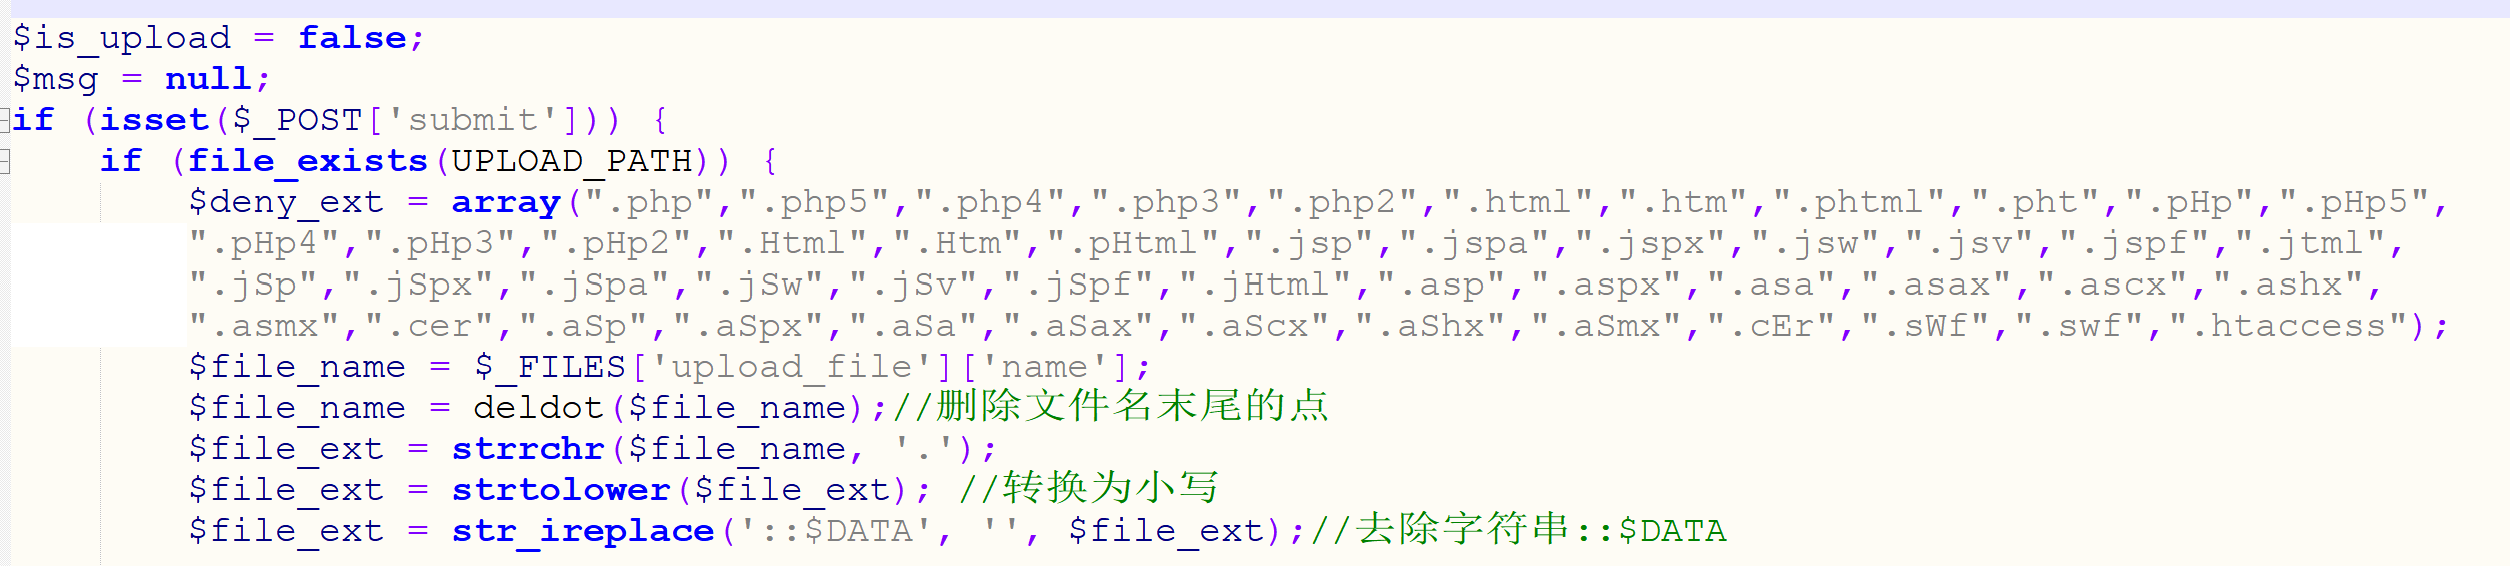 $is_upload = false;
$msg = null;
if (isset($_POST['submit'])) {
    if (file_exists(UPLOAD_PATH)) {
        $deny_ext = array(".php",".php5",".php4",".php3",".php2",".html",".htm",".phtml",".pht",".pHp",".pHp5",
        ".pHp4",".pHp3",".pHp2",".Html",".Htm",".pHtml",".jsp",".jspa",".jspx",".jsw",".jsv",".jspf",".jtml",
        ".jSp",".jSpx",".jSpa",".jSw",".jSv",".jSpf",".jHtml",".asp",".aspx",".asa",".asax",".ascx",".ashx",
        ".asmx",".cer",".aSp",".aSpx",".aSa",".aSax",".aScx",".aShx",".aSmx",".cEr",".sWf",".swf",".htaccess");
        $file_name = $_FILES['upload_file']['name'];
        $file_name = deldot($file_name);//删除文件名末尾的点
        $file_ext = strrchr($file_name, '.');
        $file_ext = strtolower($file_ext); //转换为小写
        $file_ext = str_ireplace('::$DATA', '', $file_ext);//去除字符串::$DATA